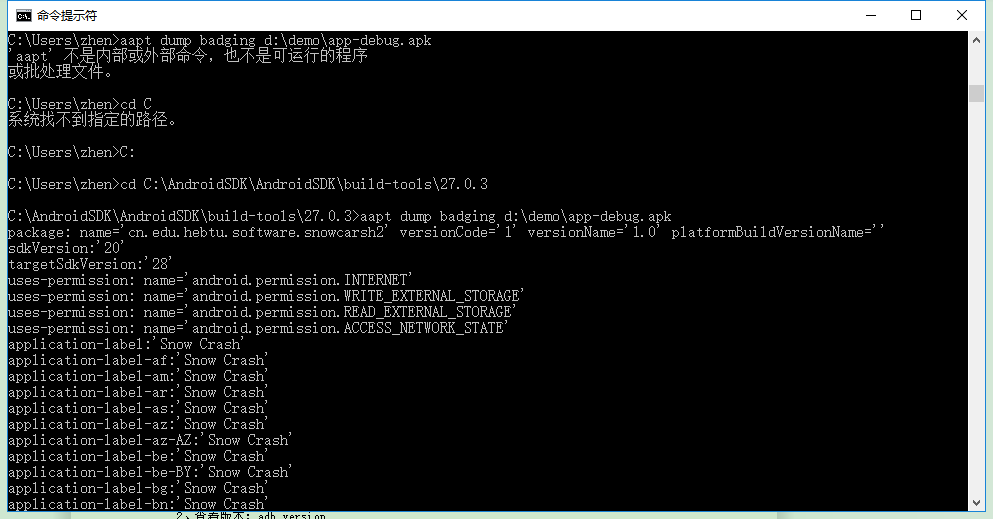 命令提示符
C:\Users\zhen>aapt dump badging d:\demo\app-debug.apk
'aapt' 不是内部或外部命令，也不是可运行的程序
或批处理文件。
C:\Users\zhen>cd C
系统找不到指定的路径。
C:\Users\zhen>C:
C:\Users\zhen>cd C:\AndroidSDK\AndroidSDK\build-tools\27.0.3
C:\AndroidSDK\AndroidSDK\build-tools\27.0.3>aapt dump badging d:\demo\app-debug.apk
package: name='cn.edu.hebtu.software.snowcarsh2' versionCode='1' versionName='1.0' platformBuildVersionName=''
sdkVersion:'20'
targetSdkVersion:'28'
uses-permission: name='android.permission.INTERNET'
uses-permission: name='android.permission.WRITE_EXTERNAL_STORAGE'
uses-permission: name='android.permission.READ_EXTERNAL_STORAGE'
uses-permission: name='android.permission.ACCESS_NETWORK_STATE'
application-label:'Snow Crash'
application-label-af:'Snow Crash'
application-label-am:'Snow Crash'
application-label-ar:'Snow Crash'
application-label-as:'Snow Crash'
application-label-az:'Snow Crash'
application-label-az-AZ:'Snow Crash'
application-label-be:'Snow Crash'
application-label-be-BY:'Snow Crash'
application-label-bg:'Snow Crash'
application-label-bn:'Snow Crash'
2、查看版本：adb version